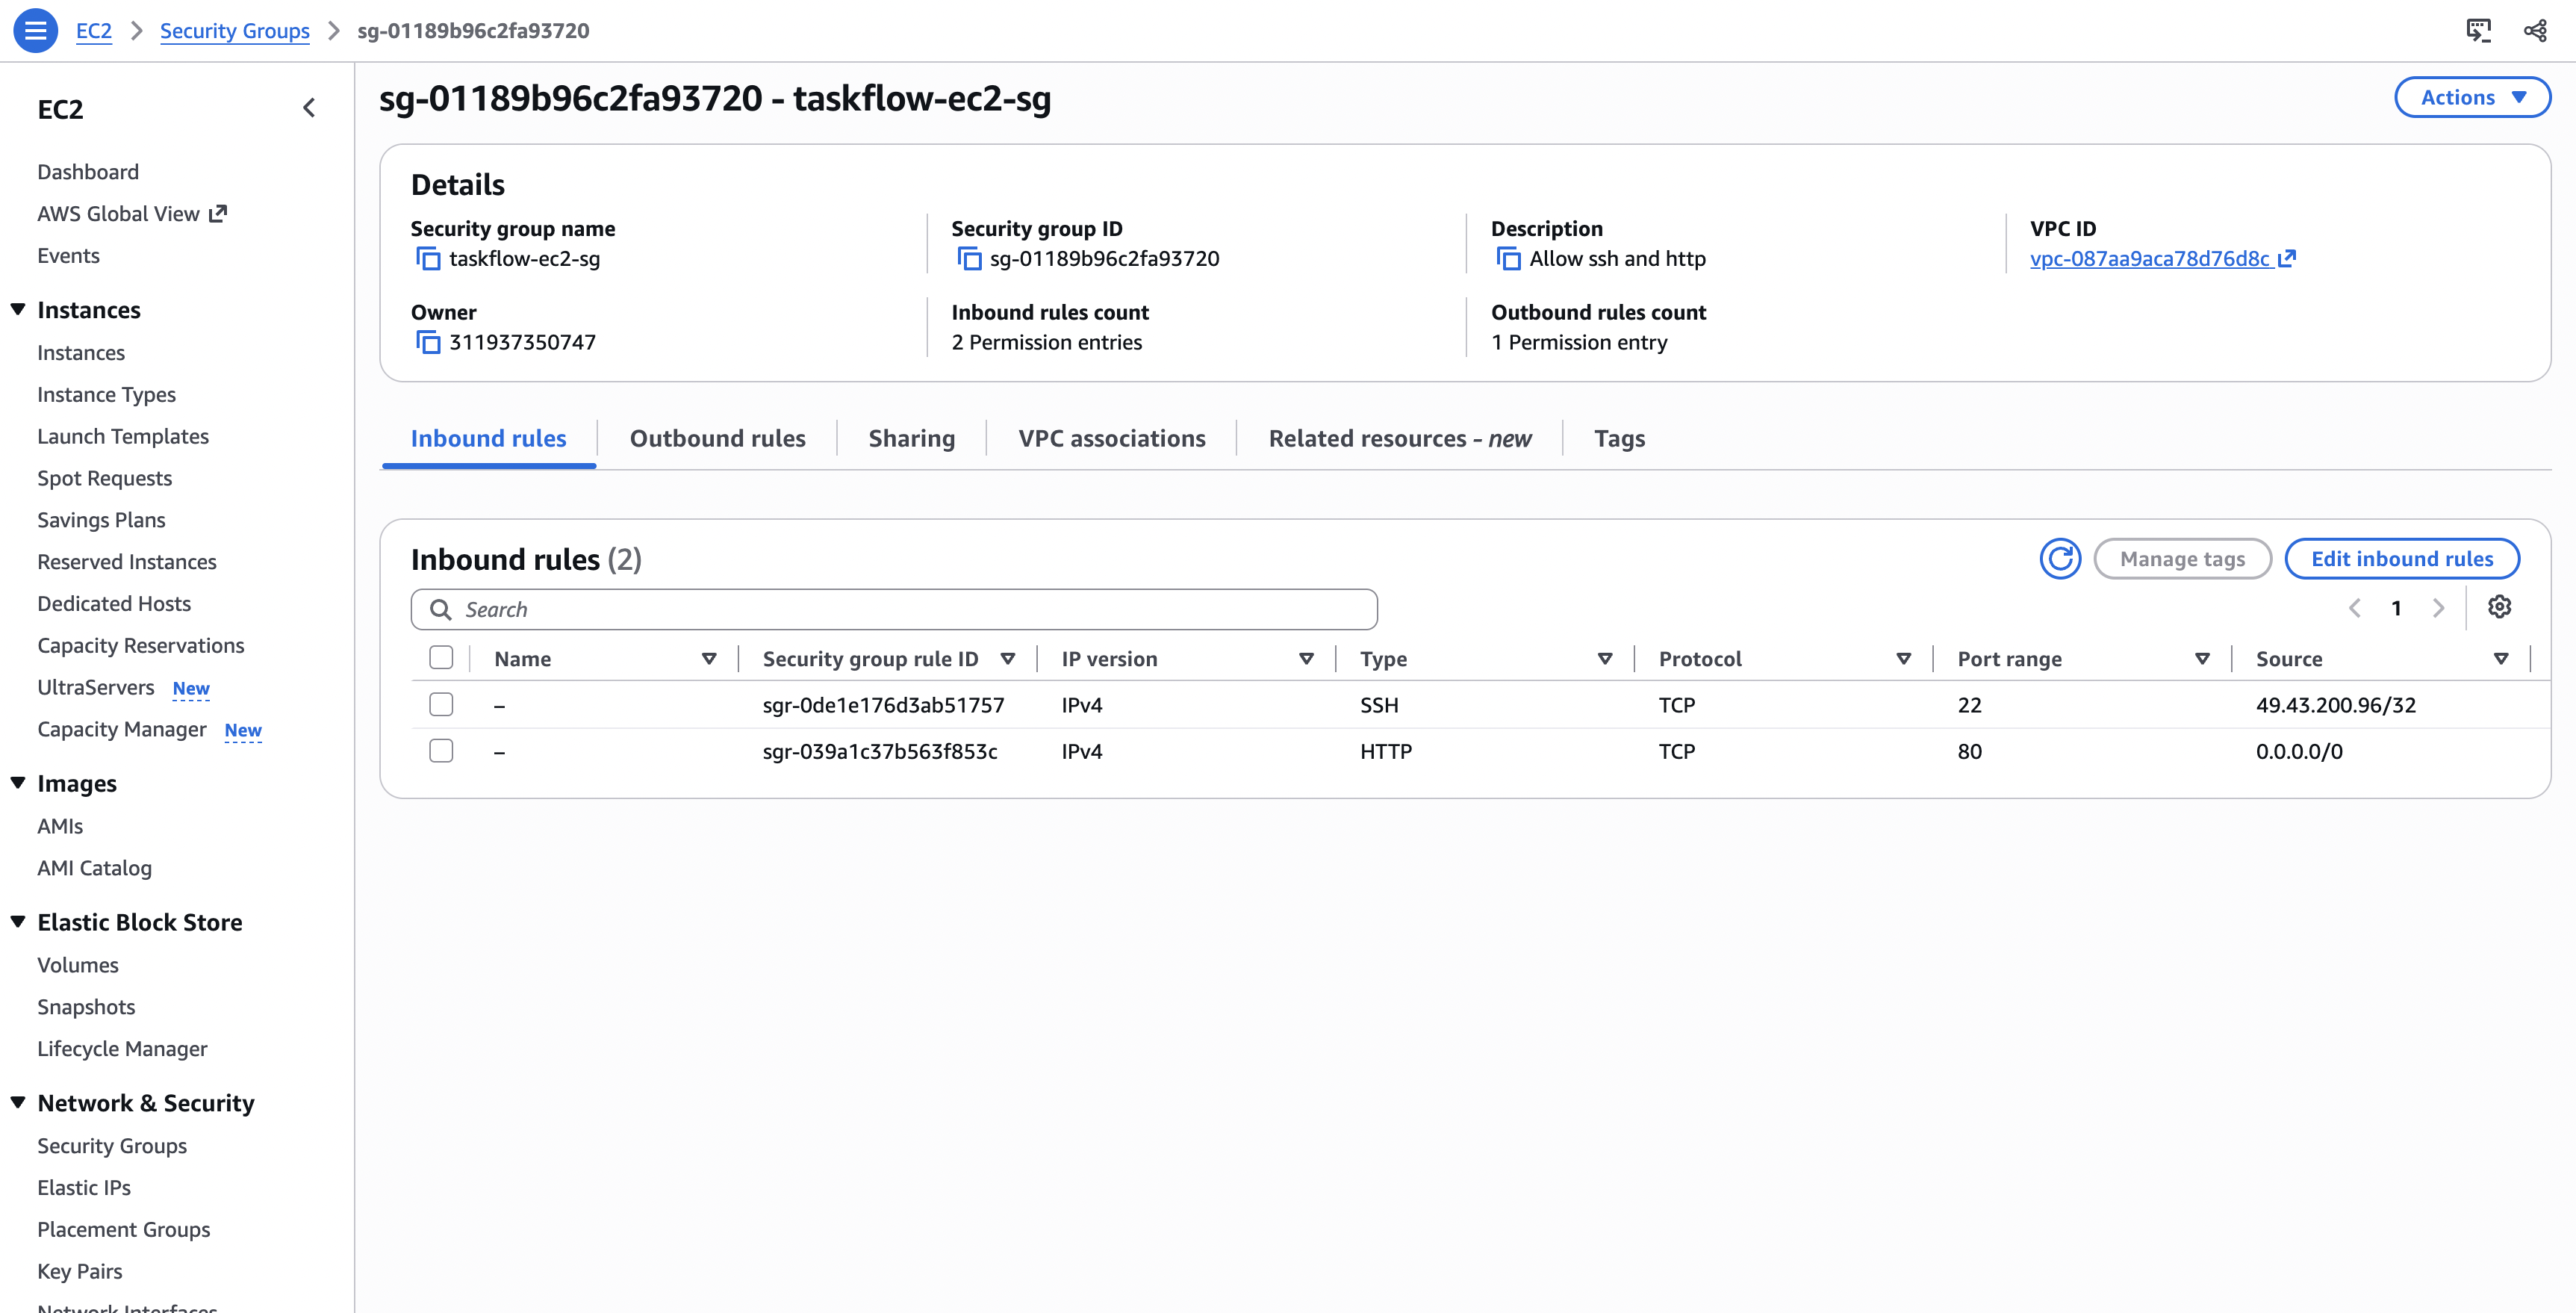 EC2 > Security Groups > sg-01189b96c2fa93720
EC2
Dashboard
AWS Global View
Events
Instances
Instances
Instance Types
Launch Templates
Spot Requests
Savings Plans
Reserved Instances
Dedicated Hosts
Capacity Reservations
UltraServers New
Capacity Manager New
Images
AMIs
AMI Catalog
Elastic Block Store
Volumes
Snapshots
Lifecycle Manager
Network & Security
Security Groups
Elastic IPs
Placement Groups
Key Pairs
Network Interfaces
sg-01189b96c2fa93720 - taskflow-ec2-sg
Actions
Details
Security group name
taskflow-ec2-sg
Security group ID
sg-01189b96c2fa93720
Description
Allow ssh and http
VPC ID
vpc-087aa9aca78d76d8c
Owner
311937350747
Inbound rules count
2 Permission entries
Outbound rules count
1 Permission entry
Inbound rules Outbound rules Sharing VPC associations Related resources - new Tags
Inbound rules (2)
Manage tags
Edit inbound rules
Search
1
Name Security group rule ID IP version Type Protocol Port range Source
– sgr-0de1e176d3ab51757 IPv4 SSH TCP 22 49.43.200.96/32
– sgr-039a1c37b563f853c IPv4 HTTP TCP 80 0.0.0.0/0